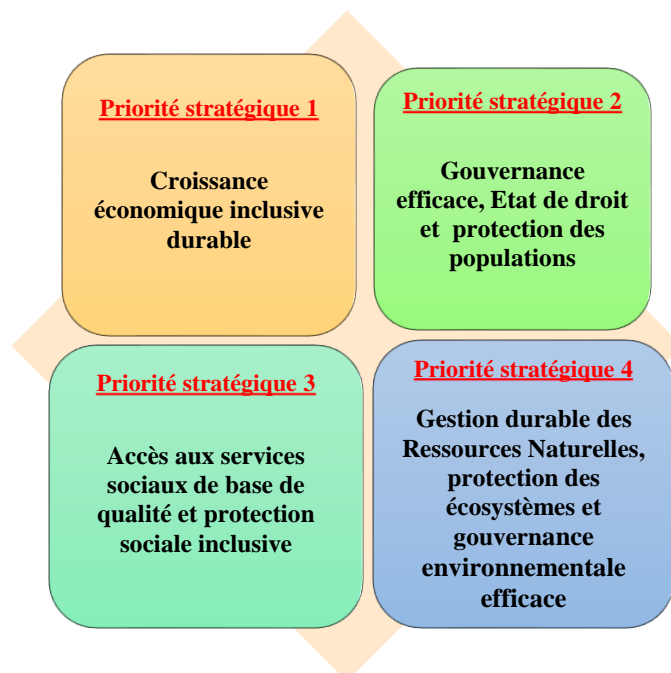 Priorité stratégique 1
Croissance
économique inclusive
durable
Priorité stratégique 2
Gouvernance
efficace, Etat de droit
et protection des
populations
Priorité stratégique 3
Accès aux services
sociaux de base de
qualité et protection
sociale inclusive
Priorité stratégique 4
Gestion durable des
Ressources Naturelles,
protection des
écosystèmes et
gouvernance
environnementale
efficace